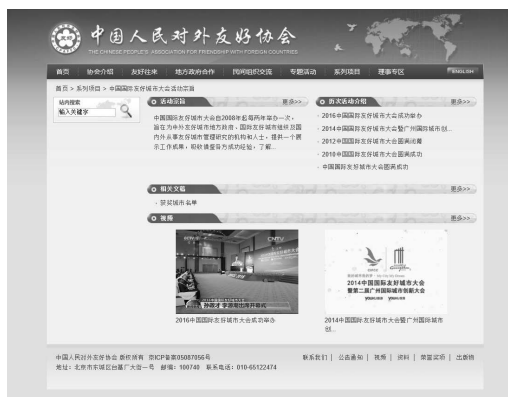 中国人民对外友好协会
THE CHINESE PEOPLE'S ASSOCIATION FOR FRIENDSHIP WITH FOREIGN COUNTRIES
首页 协会介绍 友好往来 地方政府合作 民间组织交流 专题活动 系列项目 理事专区 ENGLISH
首页 > 系列项目 > 中国国际友好城市大会活动宗旨
站内搜索
输入关键字
活动宗旨 更多>>
中国国际友好城市大会自2008年起每两年举办一次,
旨在为中外友好城市地方政府、国际友好城市组织及国
内外从事友好城市管理研究的机构和人士,提供一个展
示工作成果,
了解...
历次活动介绍 更多>>
· 2016中国国际友好城市大会成功举办
· 2014中国国际友好城市大会暨广州国际城市创...
· 2012中国国际友好城市大会圆满闭幕
· 2010中国国际友好城市大会圆满成功
· 中国国际友好城市大会圆满成功
相关文稿 更多>>
· 获奖城市名单
视频 更多>>
CNTV
2014中国国际友好城市大会
暨第二届广州国际城市创新大会
2016中国国际友好城市大会成功举办
2014中国国际友好城市大会暨广州国际城市
创...
中国人民对外友好协会 版权所有 京ICP备案05087056号
联系我们 | 公告通知 | 视频 | 资料 | 荣誉奖项 | 出版物
地址:北京市东城区台基厂大街一号 邮编:100740 联系电话:010-65122474